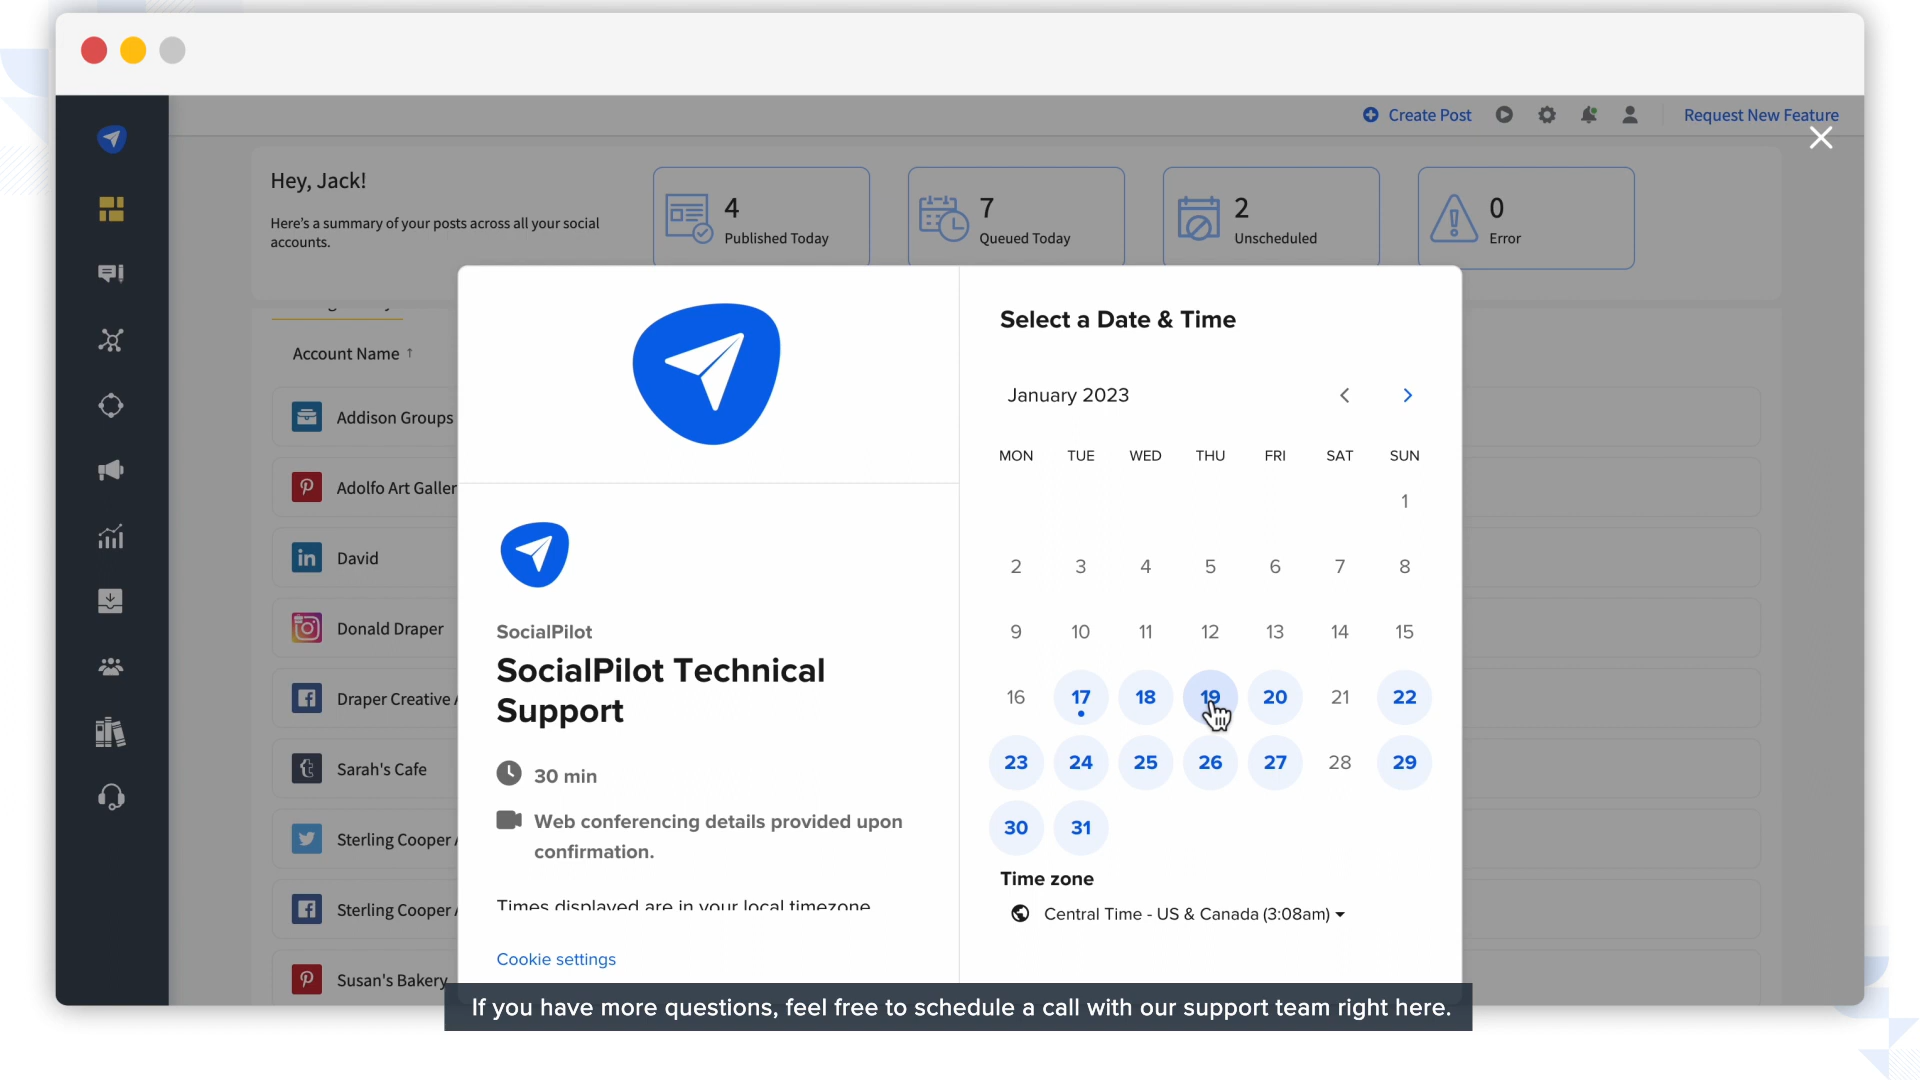 Create Post
Request New Feature
Hey, Jack!
Here's a summary of your posts across all your social
accounts.
4
Published Today
7
Queued Today
2
Unscheduled
0
Error
Account Name ↑
Addison Groups
Adolfo Art Galler
David
Donald Draper
Draper Creative
Sarah's Cafe
Sterling Cooper
Sterling Cooper
Susan's Bakery
SocialPilot
SocialPilot Technical
Support
30 min
Web conferencing details provided upon
confirmation.
Times displayed are in your local timezone
Cookie settings
Select a Date & Time
January 2023
MON TUE WED THU FRI SAT SUN
1
2 3 4 5 6 7 8
9 10 11 12 13 14 15
16 17 18 19 20 21 22
23 24 25 26 27 28 29
30 31
Time zone
Central Time - US & Canada (3:08am)
If you have more questions, feel free to schedule a call with our support team right here.